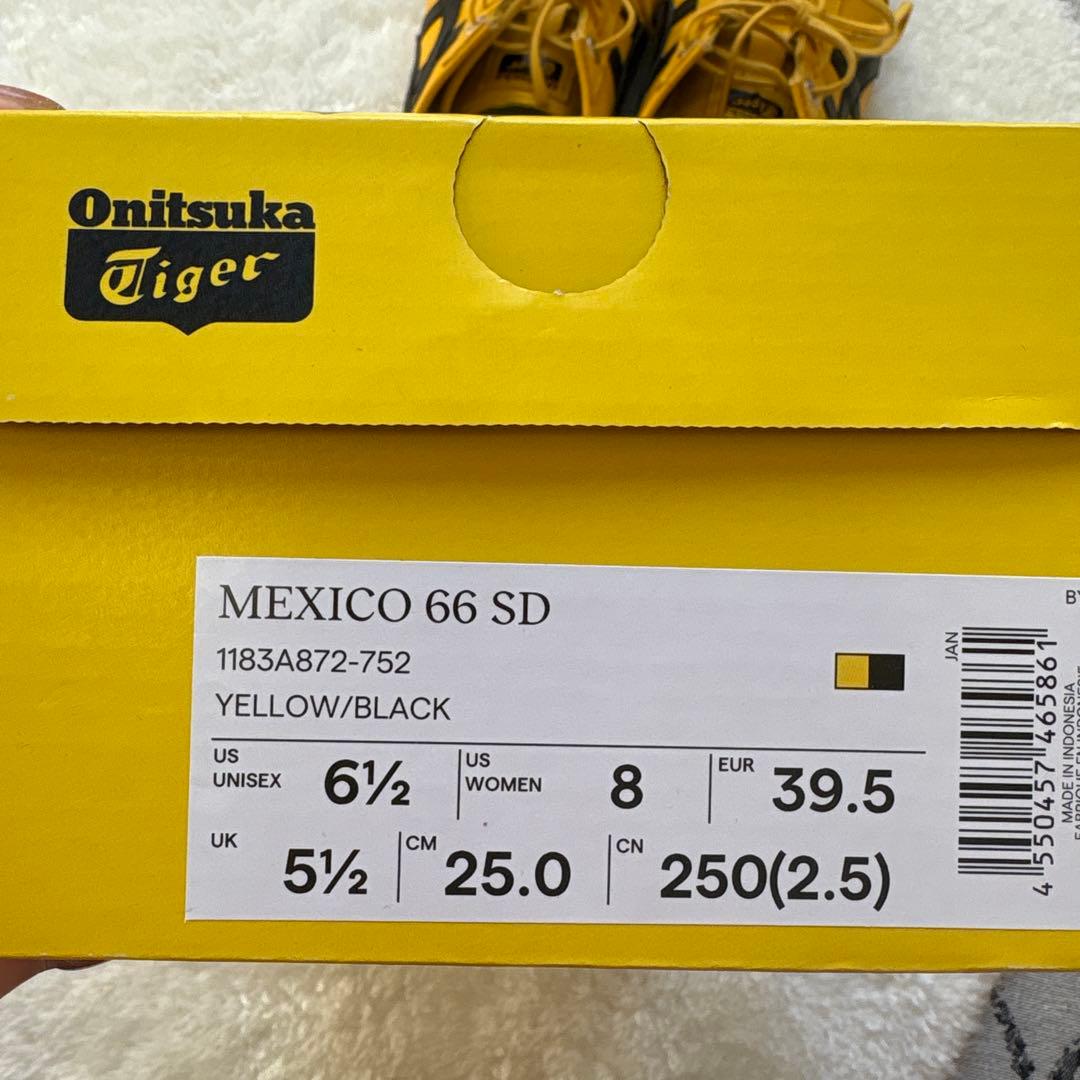 Onitsuka
Tiger
MEXICO 66 SD
1183A872-752
YELLOW/BLACK
US UNISEX 6½ US WOMEN 8 EUR 39.5
UK 5½ CM 25.0 CN 250(2.5)
JAN
4 550457 465861
MADE IN INDONESIA